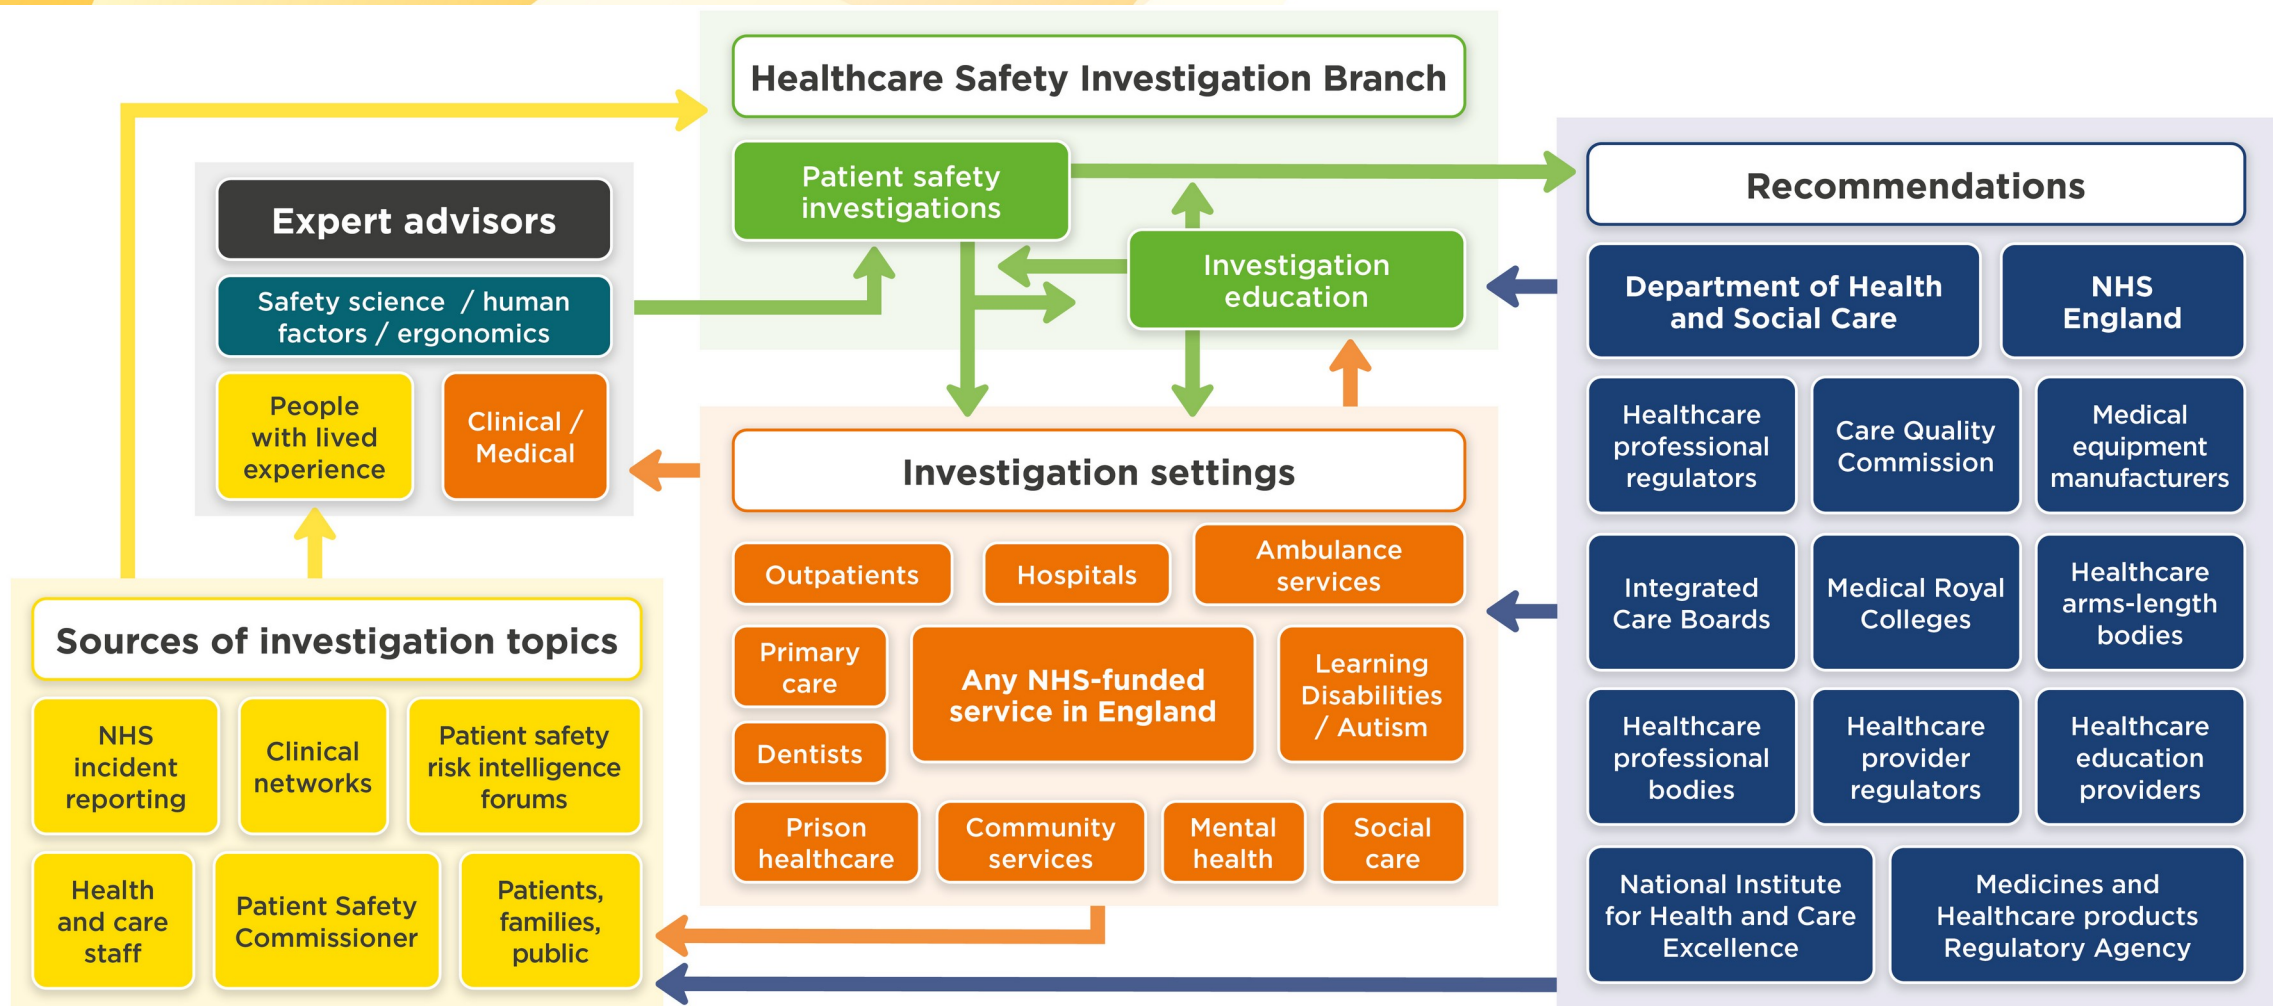 Healthcare Safety Investigation Branch
Patient safety
investigations
Investigation
education
Expert advisors
Safety science / human
factors / ergonomics
People
with lived
experience
Clinical /
Medical
Sources of investigation topics
NHS
incident
reporting
Clinical
networks
Patient safety
risk intelligence
forums
Health
and care
staff
Patient Safety
Commissioner
Patients,
families,
public
Investigation settings
Outpatients
Hospitals
Ambulance
services
Primary
care
Any NHS-funded
service in England
Learning
Disabilities
/ Autism
Dentists
Prison
healthcare
Community
services
Mental
health
Social
care
Recommendations
Department of Health
and Social Care
NHS
England
Healthcare
professional
regulators
Care Quality
Commission
Medical
equipment
manufacturers
Integrated
Care Boards
Medical Royal
Colleges
Healthcare
arms-length
bodies
Healthcare
professional
bodies
Healthcare
provider
regulators
Healthcare
education
providers
National Institute
for Health and Care
Excellence
Medicines and
Healthcare products
Regulatory Agency